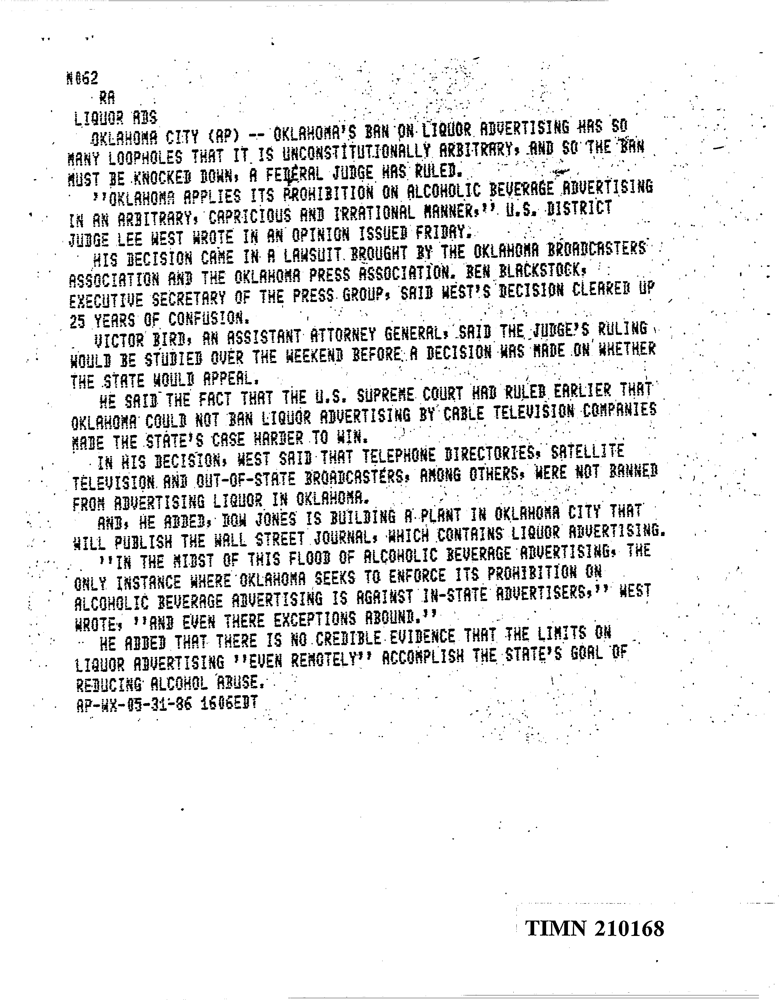 N062
RA
LIQUOR ADS
OKLAHOMA CITY (AP) -- OKLAHOMA'S BAN ON LIQUOR ADVERTISING HAS SO
MANY LOOPHOLES THAT IT IS UNCONSTITUTIONALLY ARBITRARY, AND SO THE BAN
MUST BE KNOCKED DOWN, A FEDERAL JUDGE HAS RULED.
''OKLAHOMA APPLIES ITS PROHIBITION ON ALCOHOLIC BEVERAGE ADVERTISING
IN AN ARBITRARY, CAPRICIOUS AND IRRATIONAL MANNER,'' U.S. DISTRICT
JUDGE LEE WEST WROTE IN AN OPINION ISSUED FRIDAY.
HIS DECISION CAME IN A LAWSUIT BROUGHT BY THE OKLAHOMA BROADCASTERS
ASSOCIATION AND THE OKLAHOMA PRESS ASSOCIATION. BEN BLACKSTOCK,
EXECUTIVE SECRETARY OF THE PRESS GROUP, SAID WEST'S DECISION CLEARED UP
25 YEARS OF CONFUSION.
VICTOR BIRD, AN ASSISTANT ATTORNEY GENERAL, SAID THE JUDGE'S RULING
WOULD BE STUDIED OVER THE WEEKEND BEFORE A DECISION WAS MADE ON WHETHER
THE STATE WOULD APPEAL.
HE SAID THE FACT THAT THE U.S. SUPREME COURT HAD RULED EARLIER THAT
OKLAHOMA COULD NOT BAN LIQUOR ADVERTISING BY CABLE TELEVISION COMPANIES
MADE THE STATE'S CASE HARDER TO WIN.
IN HIS DECISION, WEST SAID THAT TELEPHONE DIRECTORIES, SATELLITE
TELEVISION AND OUT-OF-STATE BROADCASTERS, AMONG OTHERS, WERE NOT BANNED
FROM ADVERTISING LIQUOR IN OKLAHOMA.
AND, HE ADDED, DOW JONES IS BUILDING A PLANT IN OKLAHOMA CITY THAT
WILL PUBLISH THE WALL STREET JOURNAL, WHICH CONTAINS LIQUOR ADVERTISING.
''IN THE MIDST OF THIS FLOOD OF ALCOHOLIC BEVERAGE ADVERTISING, THE
ONLY INSTANCE WHERE OKLAHOMA SEEKS TO ENFORCE ITS PROHIBITION ON
ALCOHOLIC BEVERAGE ADVERTISING IS AGAINST IN-STATE ADVERTISERS,'' WEST
WROTE, ''AND EVEN THERE EXCEPTIONS ABOUND.''
HE ADDED THAT THERE IS NO CREDIBLE EVIDENCE THAT THE LIMITS ON
LIQUOR ADVERTISING ''EVEN REMOTELY'' ACCOMPLISH THE STATE'S GOAL OF
REDUCING ALCOHOL ABUSE.
AP-WX-05-31-86 1606EDT
TIMN 210168